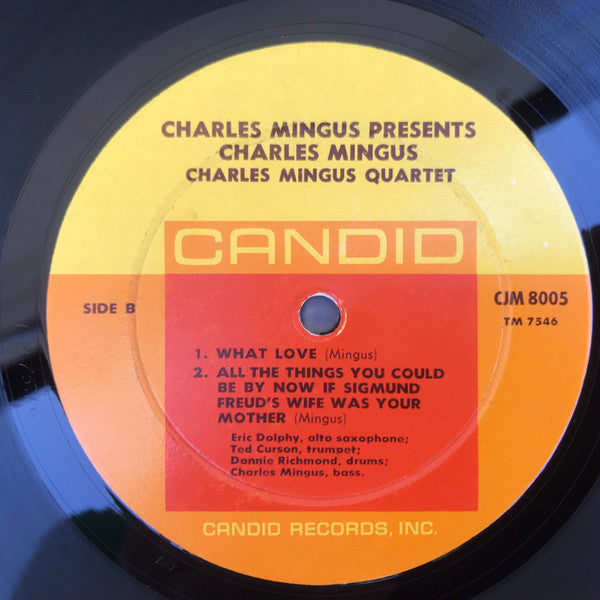 CHARLES MINGUS PRESENTS
CHARLES MINGUS
CHARLES MINGUS QUARTET
CANDID
SIDE B
CJM 8005
TM 7546
1. WHAT LOVE (Mingus)
2. ALL THE THINGS YOU COULD
BE BY NOW IF SIGMUND
FREUD'S WIFE WAS YOUR
MOTHER (Mingus)
Eric Dolphy, alto saxophone;
Ted Curson, trumpet;
Dannie Richmond, drums;
Charles Mingus, bass.
CANDID RECORDS, INC.